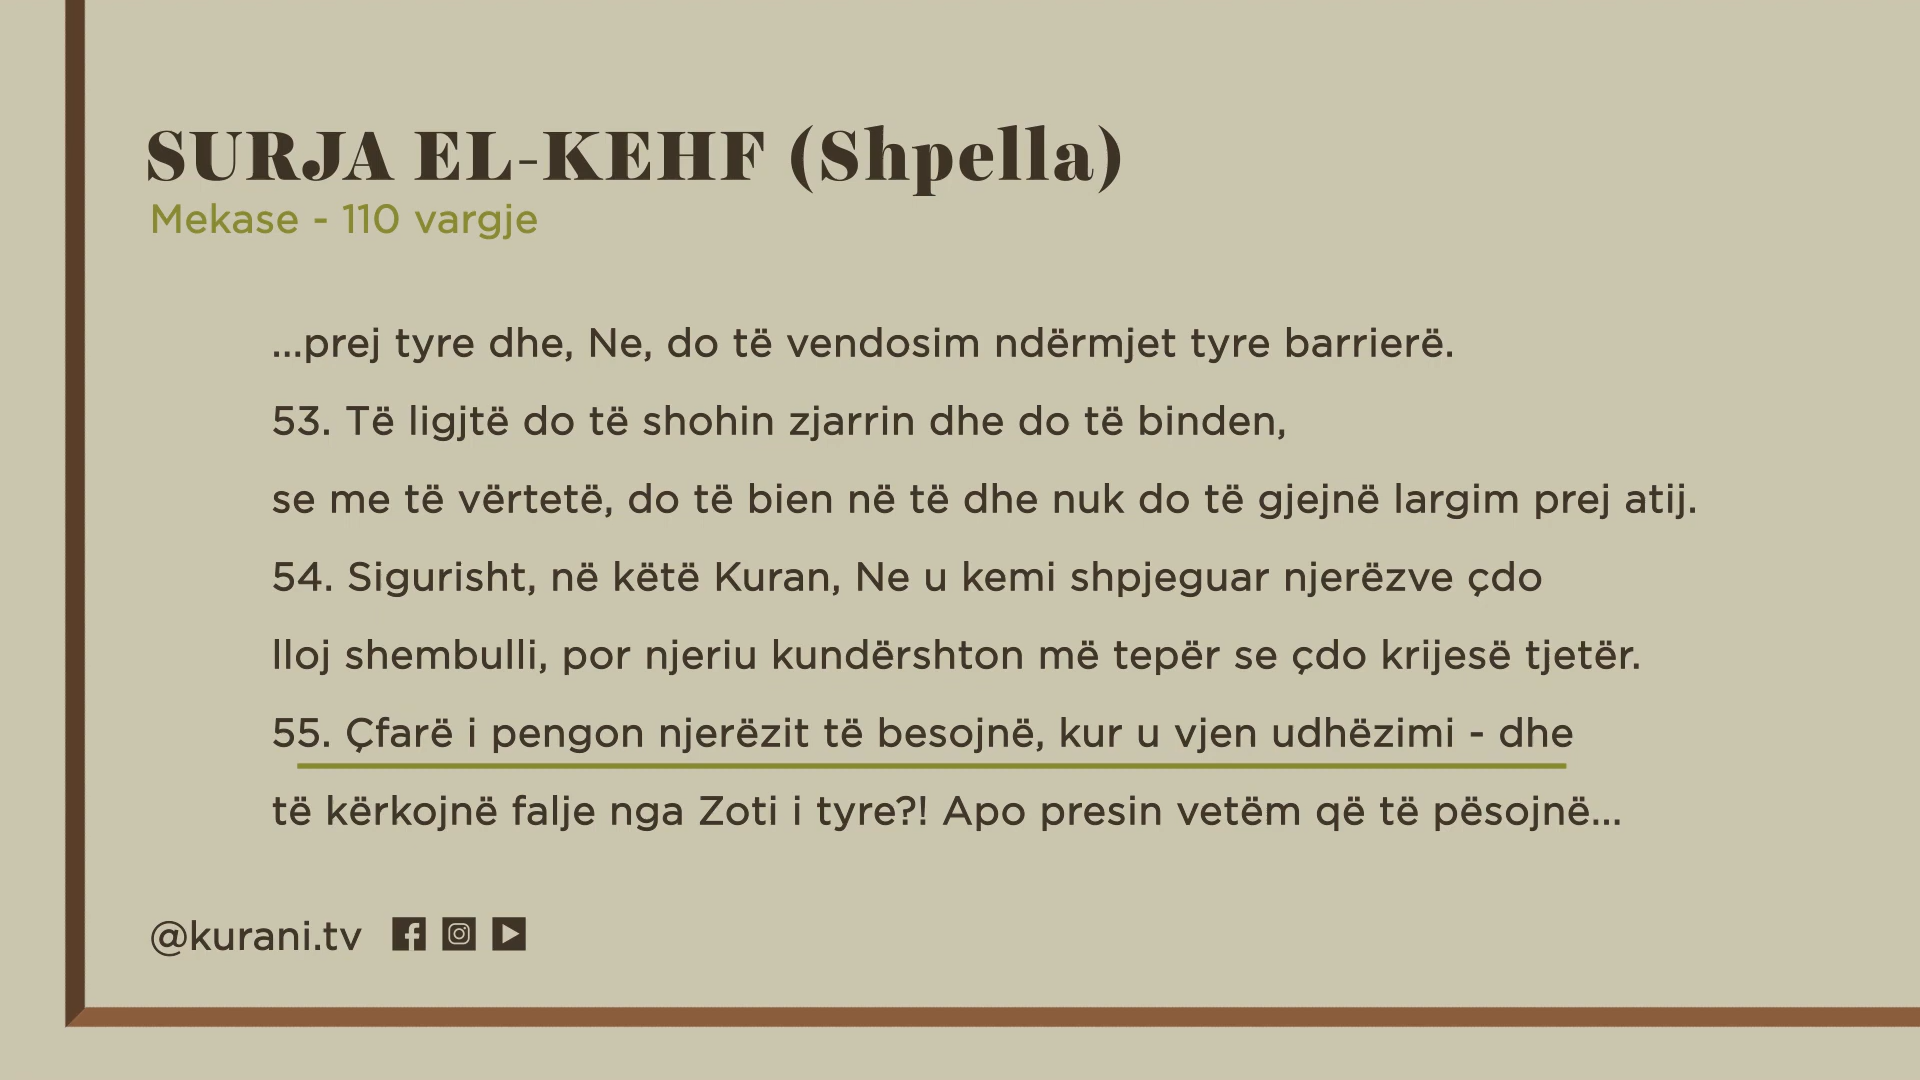 SURJA EL-KEHF (Shpella)
Mekase - 110 vargje
...prej tyre dhe, Ne, do të vendosim ndërmjet tyre barrierë.
53. Të ligjtë do të shohin zjarrin dhe do të binden,
se me të vërtetë, do të bien në të dhe nuk do të gjejnë largim prej atij.
54. Sigurisht, në këtë Kuran, Ne u kemi shpjeguar njerëzve çdo
lloj shembulli, por njeriu kundërshton më tepër se çdo krijesë tjetër.
55. Çfarë i pengon njerëzit të besojnë, kur u vjen udhëzimi - dhe
të kërkojnë falje nga Zoti i tyre?! Apo presin vetëm që të pësojnë...
@kurani.tv